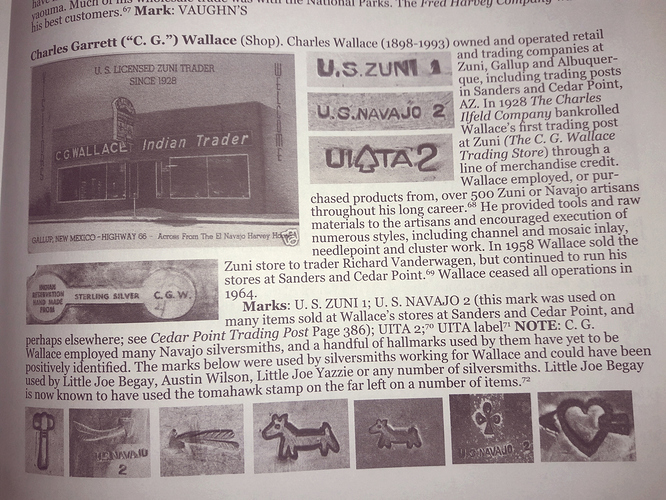 vaouma. Much of his wholesale trade was with the National Parks. The Fred Harvey Company
his best customers.⁶⁷ Mark: VAUGHN'S
Charles Garrett ("C. G.") Wallace (Shop). Charles Wallace (1898-1993) owned and operated retail
and trading companies at
Zuni, Gallup and Albuquer-
que, including trading posts
in Sanders and Cedar Point,
AZ. In 1928 The Charles
Ilfeld Company bankrolled
Wallace's first trading post
at Zuni (The C. G. Wallace
Trading Store) through a
line of merchandise credit.
Wallace employed, or pur-
chased products from, over 500 Zuni or Navajo artisans
throughout his long career.⁶⁸ He provided tools and raw
materials to the artisans and encouraged execution of
numerous styles, including channel and mosaic inlay,
needlepoint and cluster work. In 1958 Wallace sold the
Zuni store to trader Richard Vanderwagen, but continued to run his
stores at Sanders and Cedar Point.⁶⁹ Wallace ceased all operations in
1964.
Marks: U. S. ZUNI 1; U. S. NAVAJO 2 (this mark was used on
many items sold at Wallace's stores at Sanders and Cedar Point, and
perhaps elsewhere; see Cedar Point Trading Post Page 386); UITA 2;⁷⁰ UITA label⁷¹ NOTE: C. G.
Wallace employed many Navajo silversmiths, and a handful of hallmarks used by them have yet to be
positively identified. The marks below were used by silversmiths working for Wallace and could have been
used by Little Joe Begay, Austin Wilson, Little Joe Yazzie or any number of silversmiths. Little Joe Begay
is now known to have used the tomahawk stamp on the far left on a number of items.⁷²
U. S. LICENSED ZUNI TRADER
SINCE 1928
WELCOME
C G WALLACE Indian Trader
GALLUP, NEW MEXICO - HIGHWAY 66 - Across From The El Navajo Harvey
U.S.ZUNI 1
U.S.NAVAJO 2
UITA 2
INDIAN
RESERVATION
HAND MADE
FROM
STERLING SILVER
C.G.W.
U.S.NAVAJO
2
U.S.NAVAJO 2